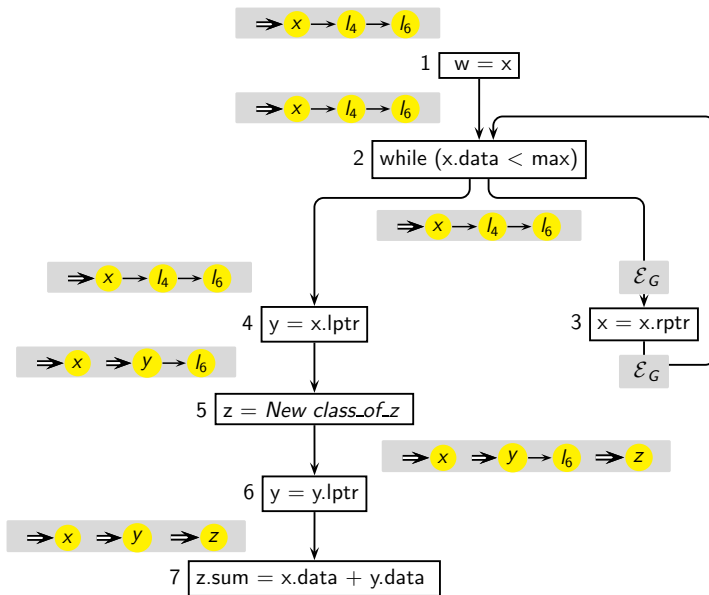 x l4 l6
1 w = x
x l4 l6
2 while (x.data < max)
x l4 l6
x l4 l6
ℰG
4 y = x.lptr
3 x = x.rptr
x y l6
ℰG
5 z = New class_of_z
x y l6 z
6 y = y.lptr
x y z
7 z.sum = x.data + y.data